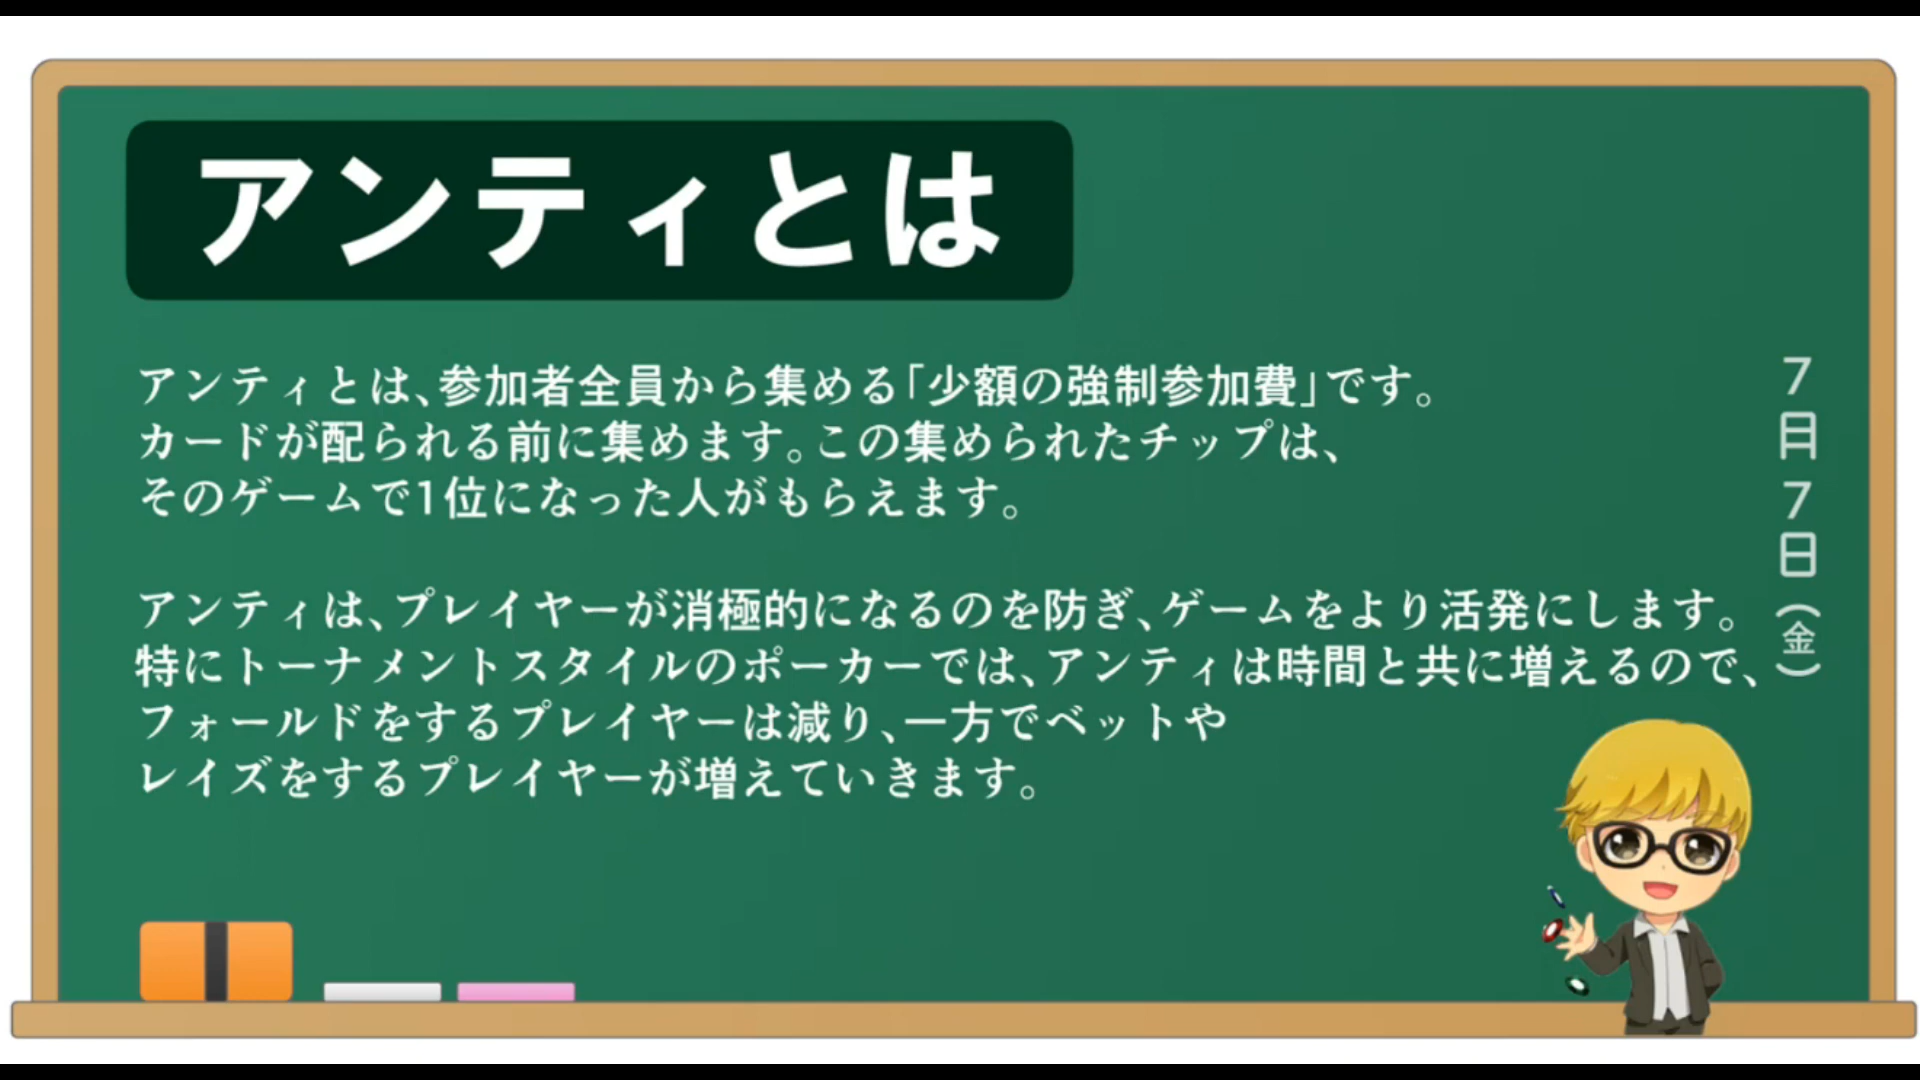 アンティとは
アンティとは、参加者全員から集める「少額の強制参加費」です。
カードが配られる前に集めます。この集められたチップは、
そのゲームで1位になった人がもらえます。
アンティは、プレイヤーが消極的になるのを防ぎ、ゲームをより活発にします。
特にトーナメントスタイルのポーカーでは、アンティは時間と共に増えるので、
フォールドをするプレイヤーは減り、一方でベットや
レイズをするプレイヤーが増えていきます。
7日7日(金)